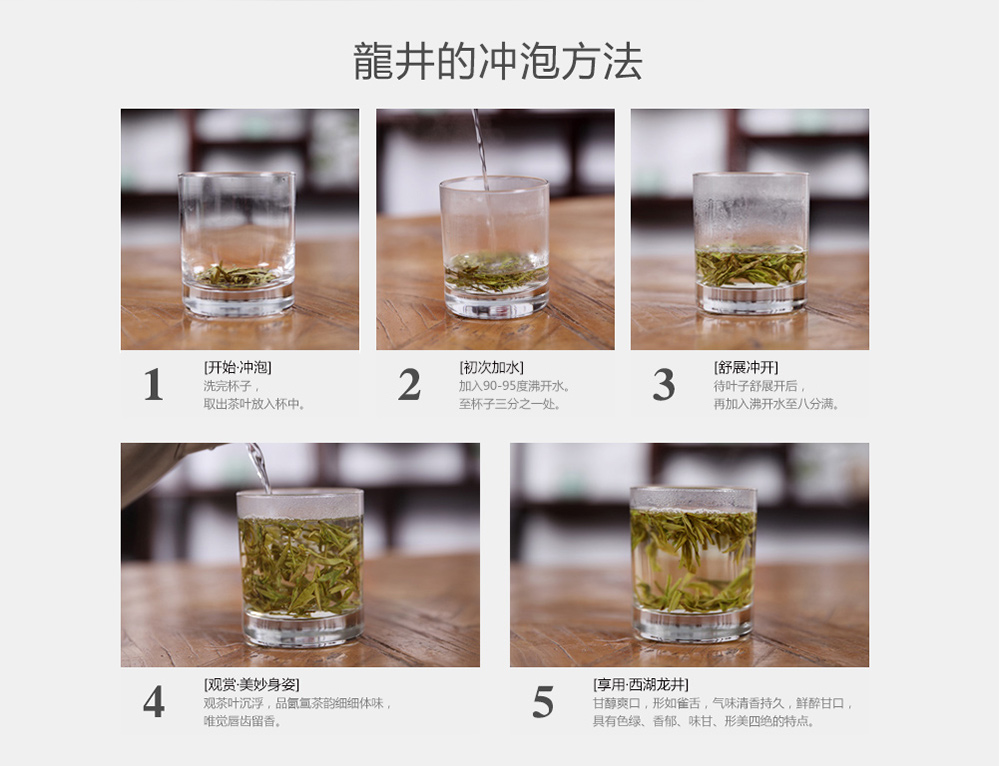 龍井的冲泡方法
1
[开始·冲泡]
洗完杯子，
取出茶叶放入杯中。
2
[初次加水]
加入90-95度沸开水。
至杯子三分之一处。
3
[舒展冲开]
待叶子舒展开后，
再加入沸开水至八分满。
4
[观赏·美妙身姿]
观茶叶沉浮，品氤氲茶韵细细体味，
唯觉唇齿留香。
5
[享用·西湖龙井]
甘醇爽口，形如雀舌，气味清香持久，鲜醉甘口，
具有色绿、香郁、味甘、形美四绝的特点。